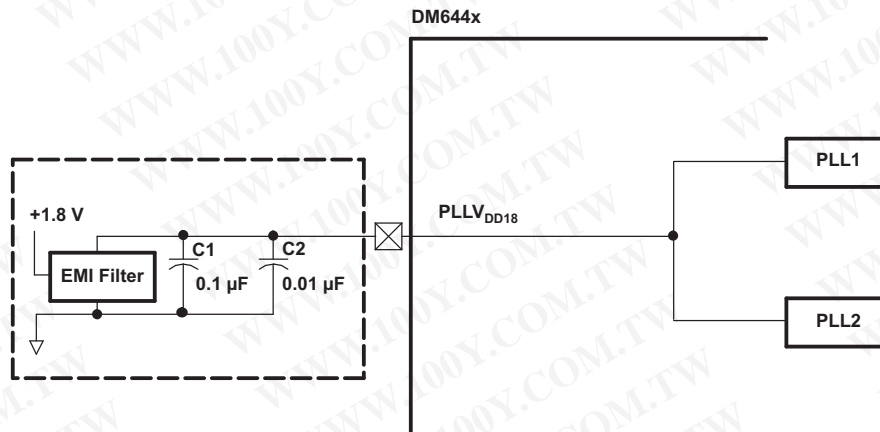 DM644x
PLL1
+1.8 V
PLLV_DD18
C1
C2
EMI Filter
0.1 µF
0.01 µF
PLL2
WWW.100Y.COM.TW